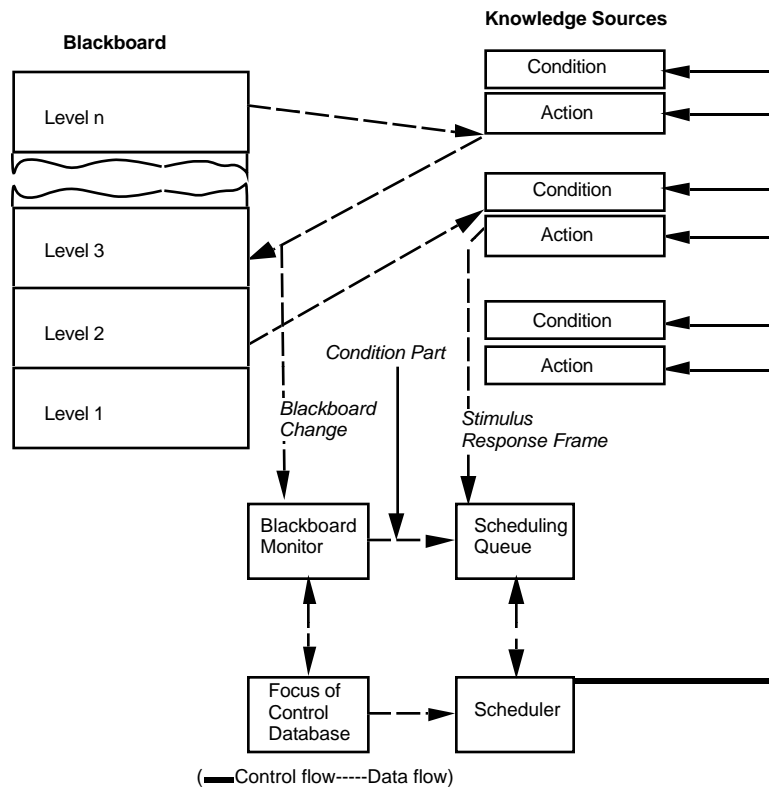 Knowledge Sources
Blackboard
Condition
Level n
Action
Condition
Level 3
Action
Condition
Level 2
Condition Part
Action
Level 1
Blackboard
Change
Stimulus
Response Frame
Blackboard
Monitor
Scheduling
Queue
Focus of
Control
Database
Scheduler
(Control flow-----Data flow)